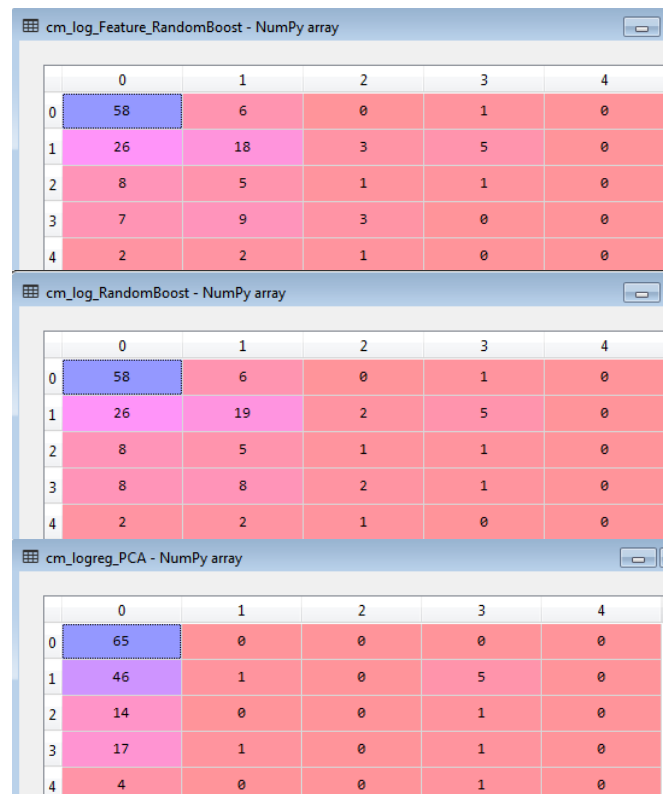 cm_log_Feature_RandomBoost - NumPy array
0 1 2 3 4
0 58 6 0 1 0
1 26 18 3 5 0
2 8 5 1 1 0
3 7 9 3 0 0
4 2 2 1 0 0
cm_log_RandomBoost - NumPy array
0 1 2 3 4
0 58 6 0 1 0
1 26 19 2 5 0
2 8 5 1 1 0
3 8 8 2 1 0
4 2 2 1 0 0
cm_logreg_PCA - NumPy array
0 1 2 3 4
0 65 0 0 0 0
1 46 1 0 5 0
2 14 0 0 1 0
3 17 1 0 1 0
4 4 0 0 1 0